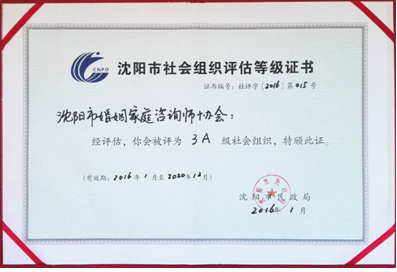 CNPO
沈阳市社会组织评估等级证书
证书编号：社评字〔2016〕第015号
沈阳市婚姻家庭咨询师协会：
经评估，你会被评为 3A 级社会组织，特颁此证。
（有效期：2016年1月至2020年12月）
沈阳市民政局
2016年1月